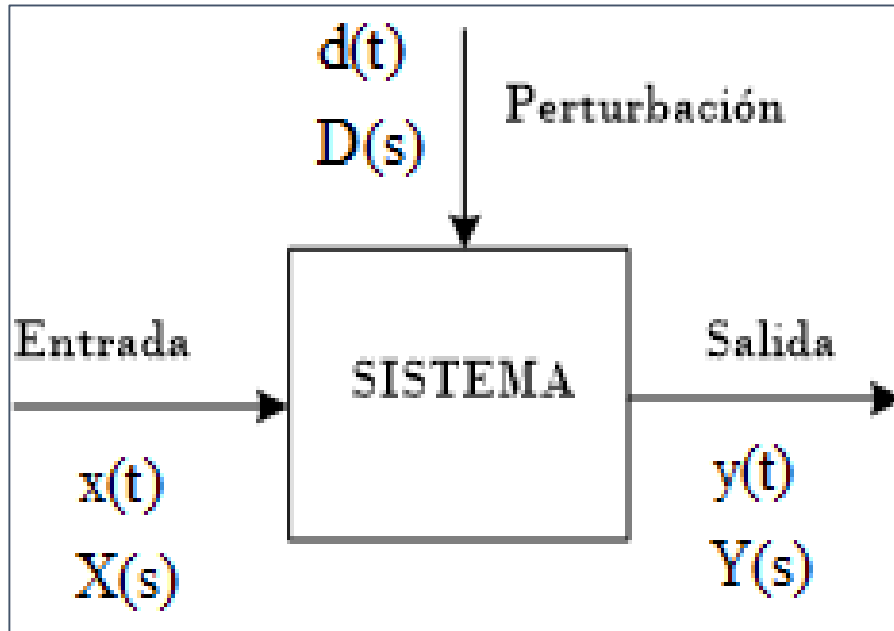 d(t)
D(s)
Perturbación
Entrada
x(t)
X(s)
SISTEMA
Salida
y(t)
Y(s)